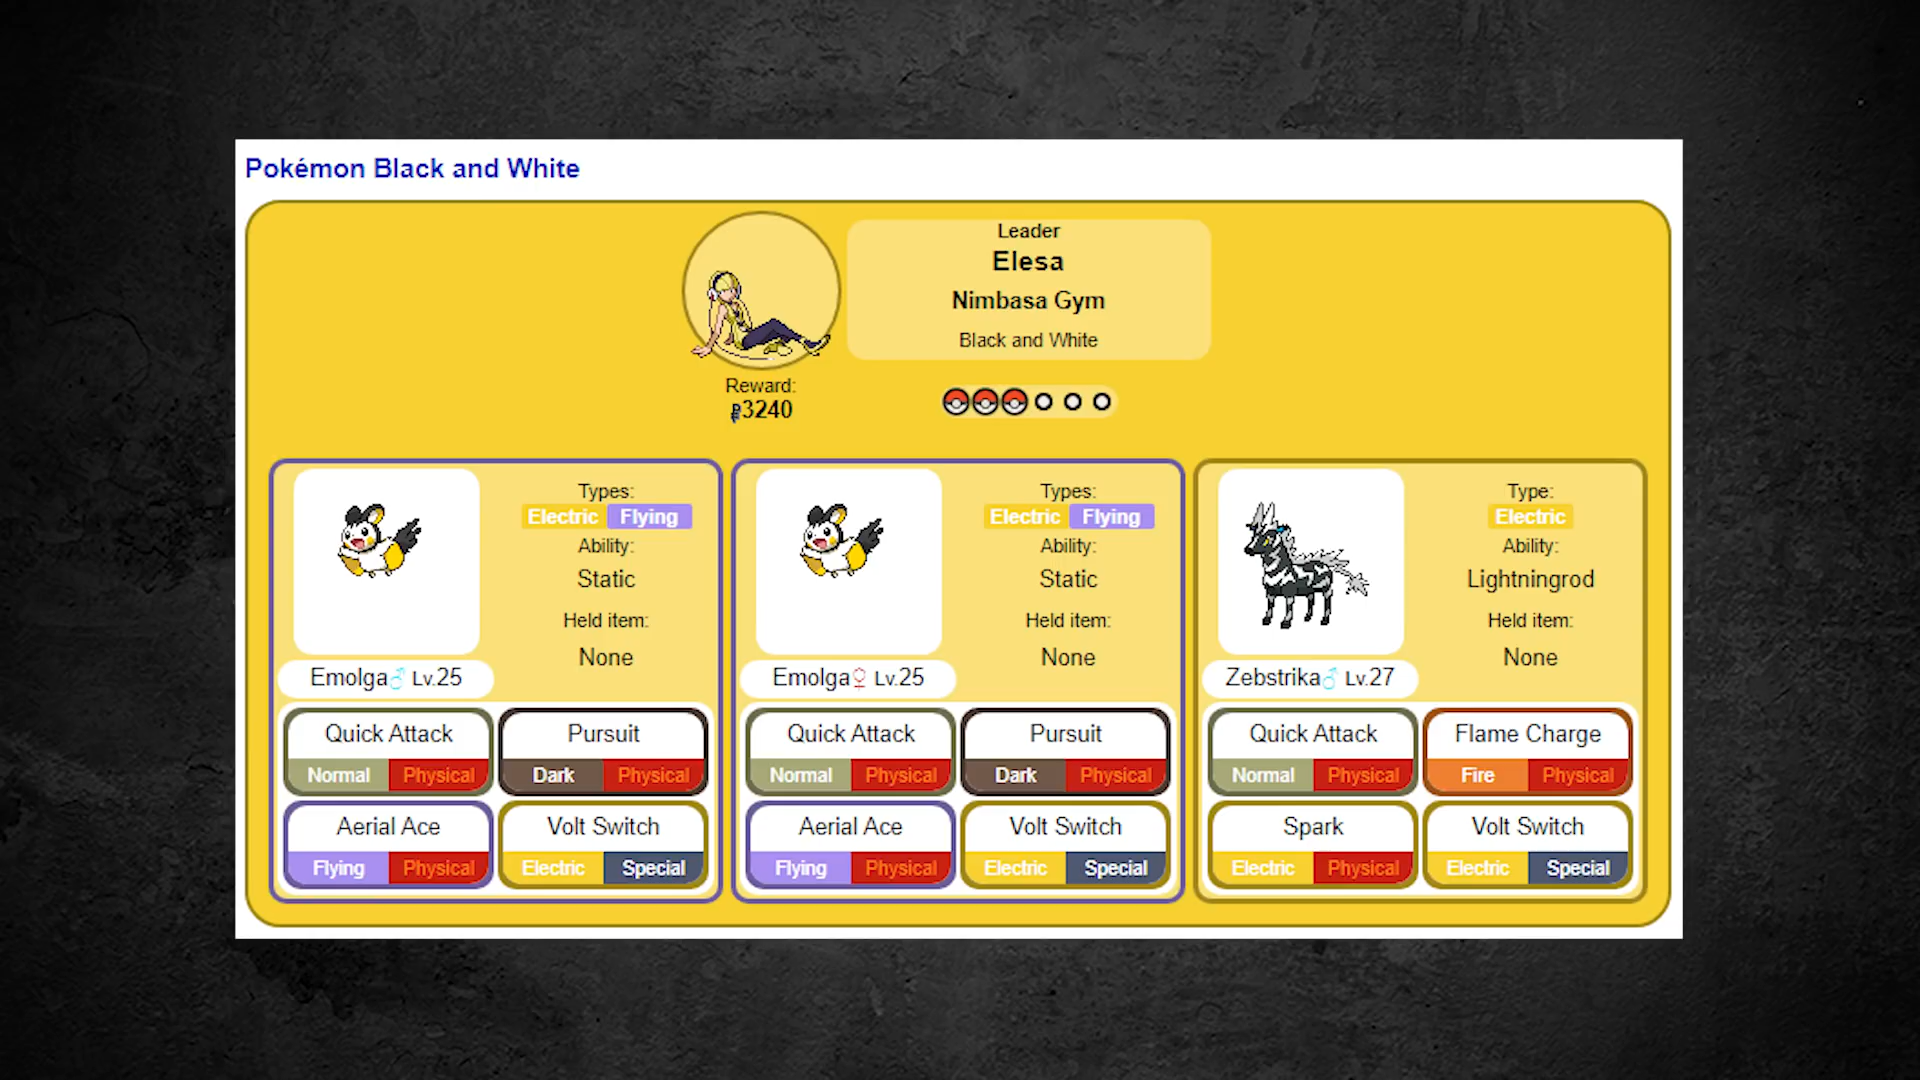 Pokémon Black and White
Leader
Elesa
Nimbasa Gym
Black and White
Reward:
3240
Types:
Electric Flying
Ability:
Static
Held item:
None
Emolga♂ Lv.25
Quick Attack
Normal Physical
Pursuit
Dark Physical
Aerial Ace
Flying Physical
Volt Switch
Electric Special
Types:
Electric Flying
Ability:
Static
Held item:
None
Emolga♀ Lv.25
Quick Attack
Normal Physical
Pursuit
Dark Physical
Aerial Ace
Flying Physical
Volt Switch
Electric Special
Type:
Electric
Ability:
Lightningrod
Held item:
None
Zebstrika♂ Lv.27
Quick Attack
Normal Physical
Flame Charge
Fire Physical
Spark
Electric Physical
Volt Switch
Electric Special